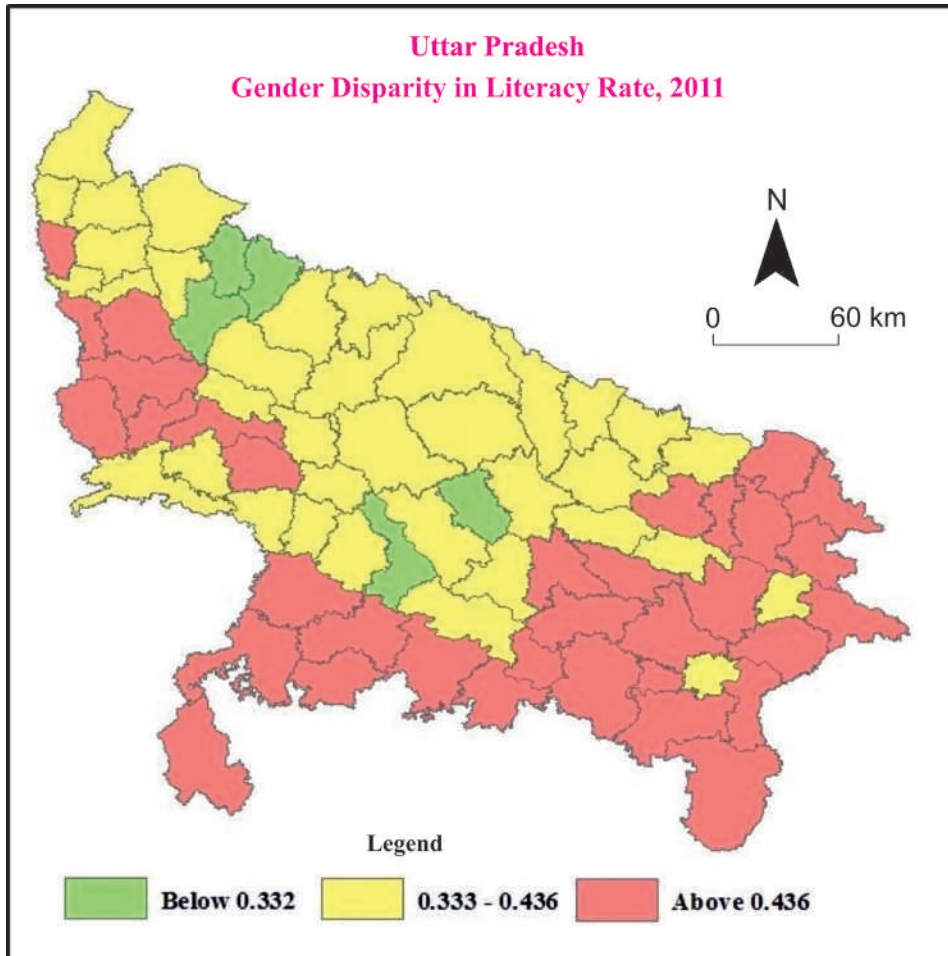 Uttar Pradesh
Gender Disparity in Literacy Rate, 2011
N
0 60 km
Legend
Below 0.332 0.333 - 0.436 Above 0.436